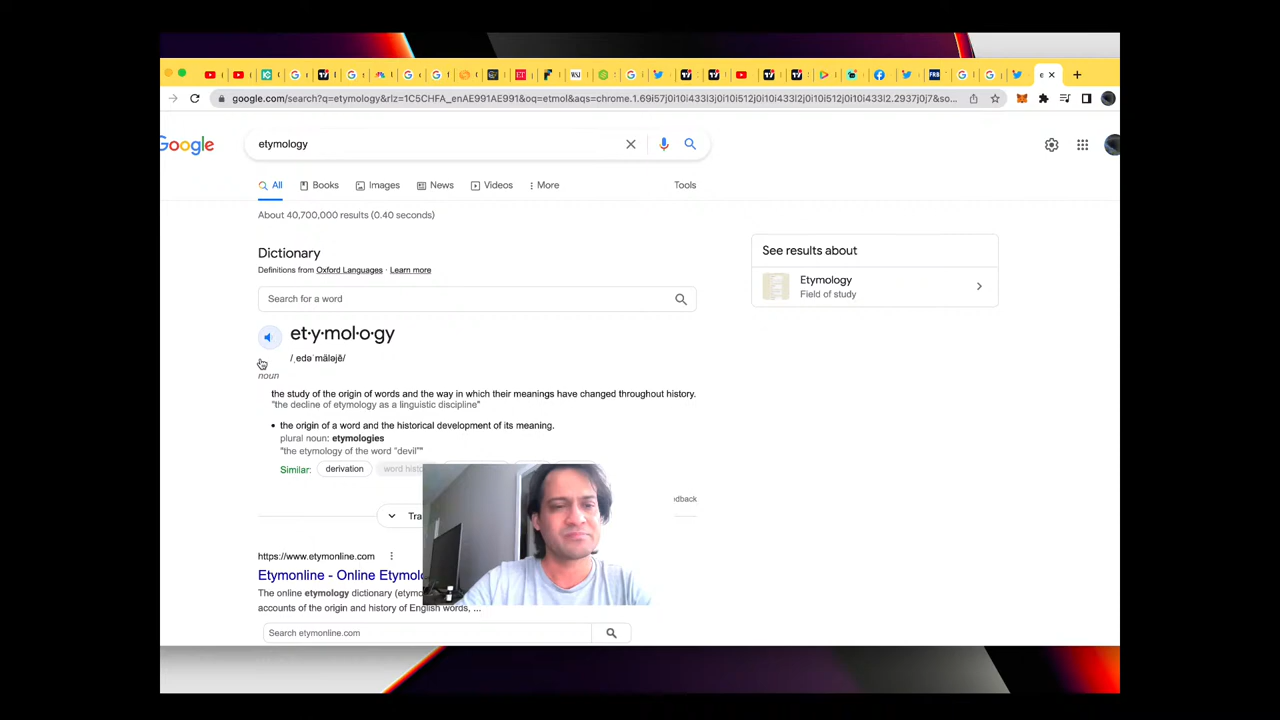 google.com/search?q=etymology&rlz=1C5CHFA_enAE991AE991&oq=etmol&aqs=chrome.1.69i57j0i10i433l3j0i10i512j0i10i433l2j0i10i512j0i10i433l2.2937j0j7&so...
Google
etymology
All Books Images News Videos More Tools
About 40,700,000 results (0.40 seconds)
Dictionary
Definitions from Oxford Languages · Learn more
Search for a word
et·y·mol·o·gy
/ˌedəˈmäləjē/
noun
the study of the origin of words and the way in which their meanings have changed throughout history.
"the decline of etymology as a linguistic discipline"
• the origin of a word and the historical development of its meaning.
plural noun: etymologies
"the etymology of the word "devil""
Similar: derivation word
https://www.etymonline.com
Etymonline - Online
The online etymology dictionary
accounts of the origin and history of English words, ...
Search etymonline.com
See results about
Etymology
Field of study